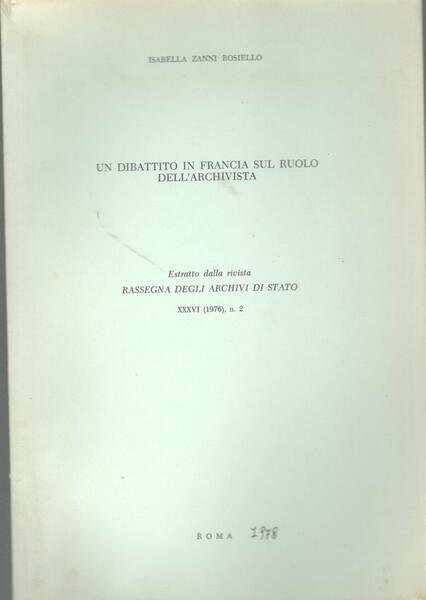 ISABELLA ZANNI ROSIELLO
UN DIBATTITO IN FRANCIA SUL RUOLO
DELL'ARCHIVISTA
Estratto dalla rivista
RASSEGNA DEGLI ARCHIVI DI STATO
XXXVI (1976), n. 2
ROMA 1978